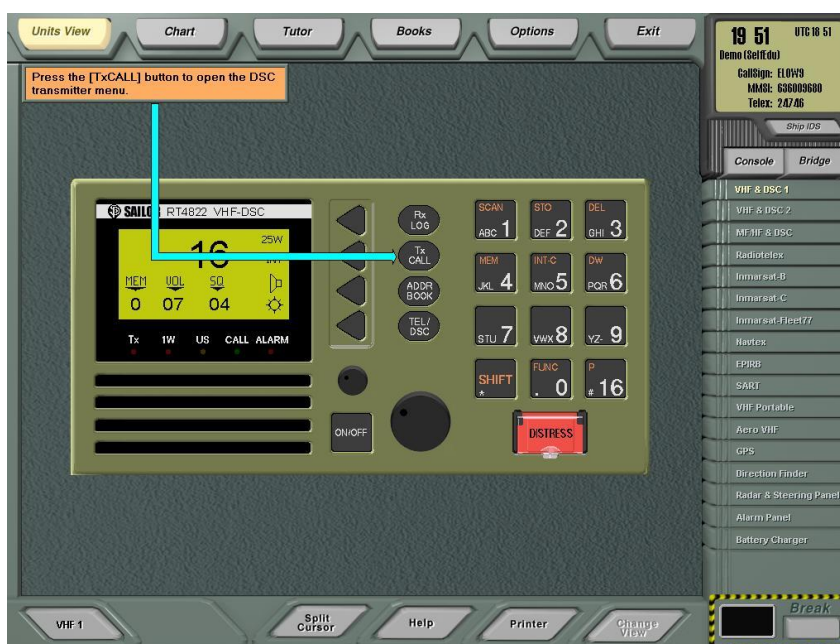 Units View
Chart
Tutor
Books
Options
Exit
19 51 UTC 18 51
Demo (SelfEdu)
CallSign: ELOW9
MMSI: 636009680
Telex: 24746
Ship IDS
Console Bridge
Press the [TxCALL] button to open the DSC
transmitter menu.
SAILOR RT4822 VHF-DSC
16 25W
INT
MEM VOL SQ
0 07 04
Tx 1W US CALL ALARM
Rx
LOG
Tx
CALL
ADDR
BOOK
TEL/
DSC
ON/OFF
SCAN
ABC 1
STO
DEF 2
DEL
GHI 3
MEM
JKL 4
INT-C
MNO 5
DW
PQR 6
STU 7
VWX 8
YZ- 9
SHIFT
*
FUNC
. 0
P
# 16
DISTRESS
VHF & DSC 1
VHF & DSC 2
MF/HF & DSC
Radiotelex
Inmarsat-B
Inmarsat-C
Inmarsat-Fleet77
Navtex
EPIRB
SART
VHF Portable
Aero VHF
GPS
Direction Finder
Radar & Steering Panel
Alarm Panel
Battery Charger
VHF 1
Split
Cursor
Help
Printer
Change
View
Break